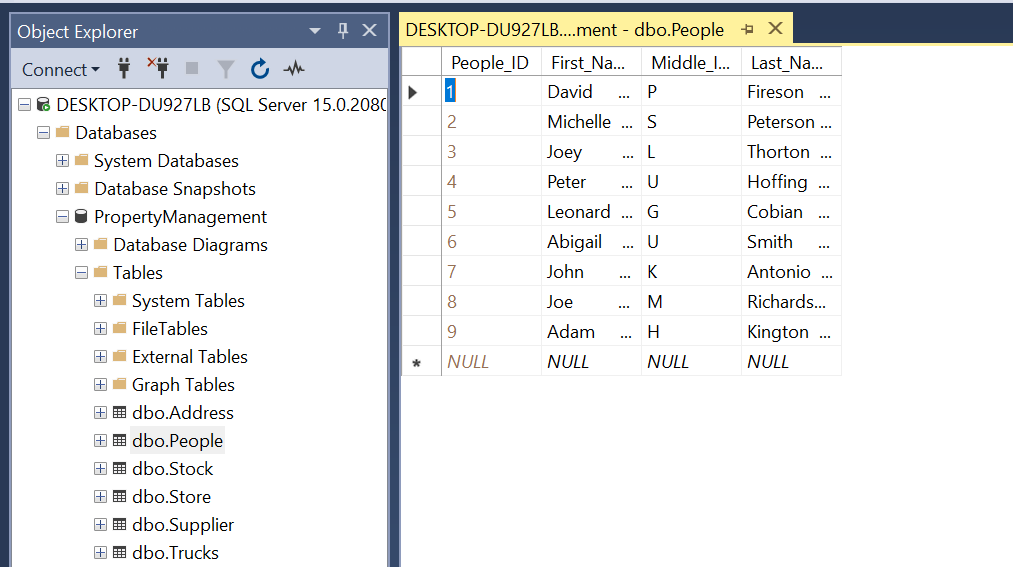 Object Explorer
Connect
DESKTOP-DU927LB (SQL Server 15.0.2080
Databases
System Databases
Database Snapshots
PropertyManagement
Database Diagrams
Tables
System Tables
FileTables
External Tables
Graph Tables
dbo.Address
dbo.People
dbo.Stock
dbo.Store
dbo.Supplier
dbo.Trucks
DESKTOP-DU927LB....ment - dbo.People
People_ID First_Na... Middle_I... Last_Na...
1 David ... P Fireson ...
2 Michelle ... S Peterson ...
3 Joey ... L Thorton ...
4 Peter ... U Hoffing ...
5 Leonard ... G Cobian ...
6 Abigail ... U Smith ...
7 John ... K Antonio ...
8 Joe ... M Richards...
9 Adam ... H Kington ...
* NULL NULL NULL NULL